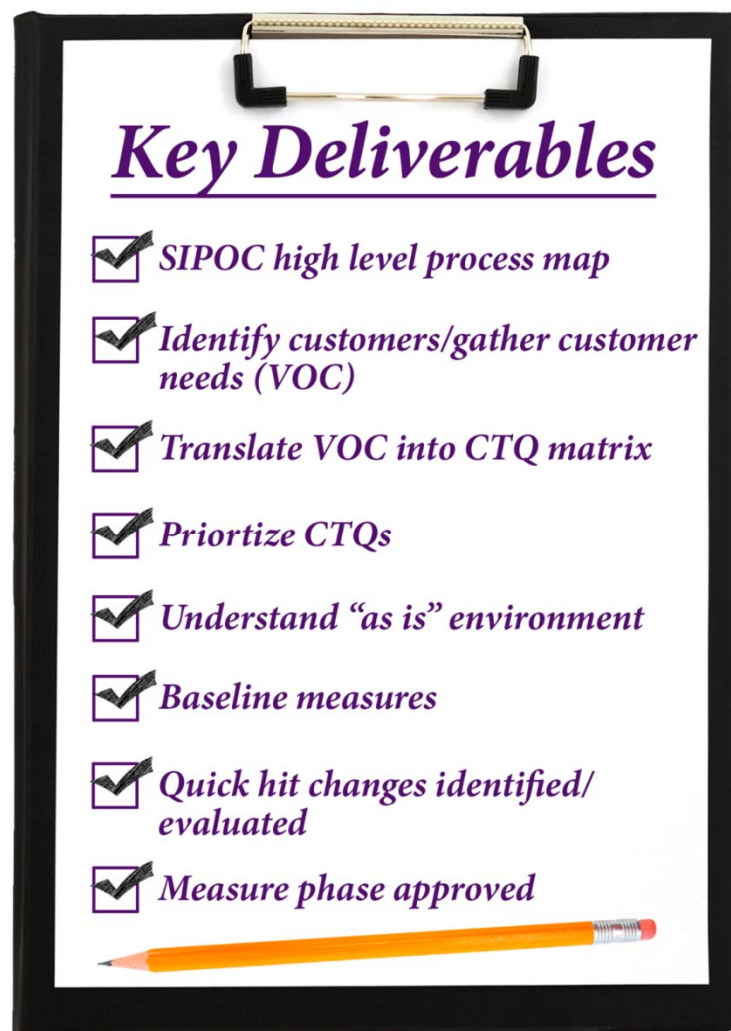 Key Deliverables
SIPOC high level process map
Identify customers/gather customer
needs (VOC)
Translate VOC into CTQ matrix
Priortize CTQs
Understand “as is” environment
Baseline measures
Quick hit changes identified/
evaluated
Measure phase approved